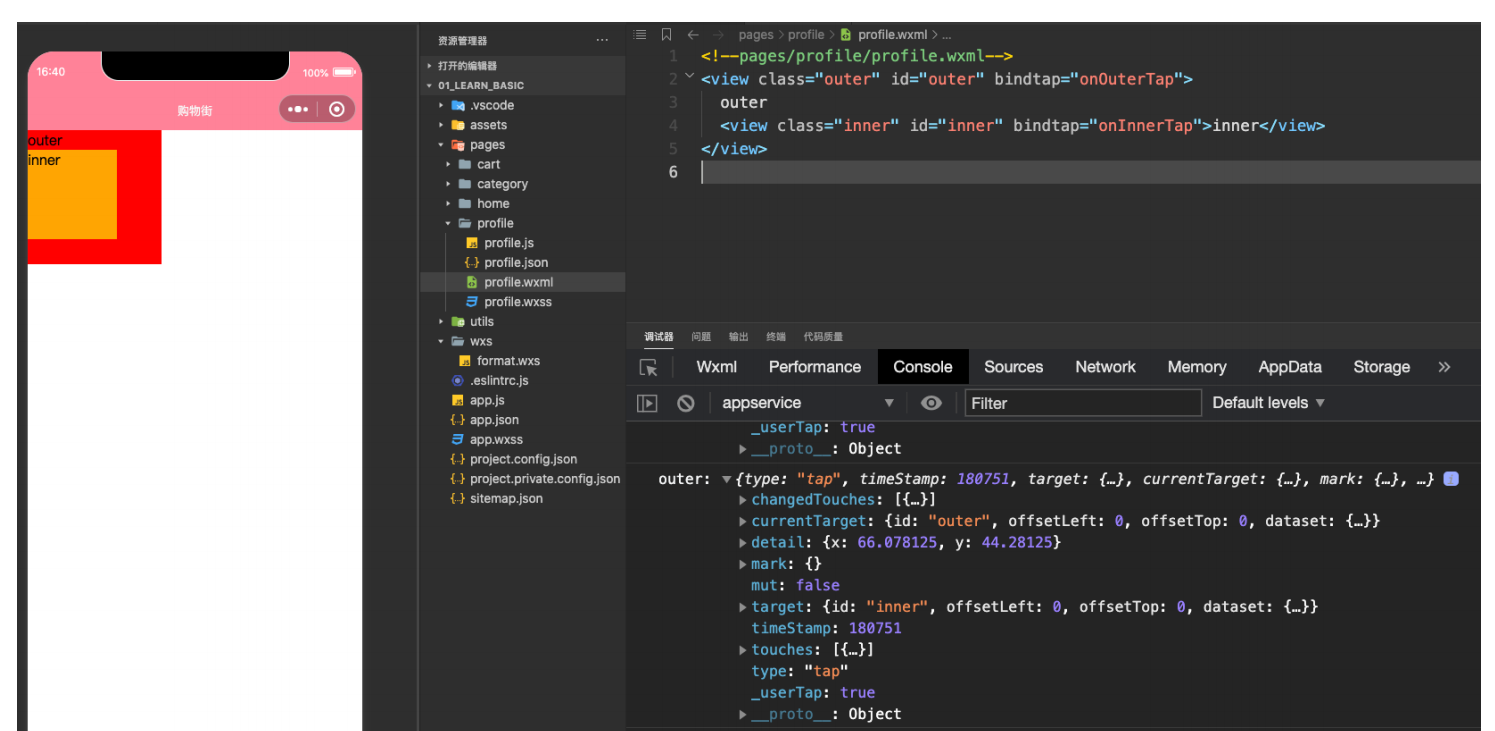 16:40
100%
购物街
outer
inner
资源管理器
打开的编辑器
01_LEARN_BASIC
.vscode
assets
pages
cart
category
home
profile
profile.js
profile.json
profile.wxml
profile.wxss
utils
wxs
format.wxs
.eslintrc.js
app.js
app.json
app.wxss
project.config.json
project.private.config.json
sitemap.json
pages > profile > profile.wxml > ...
1 <!--pages/profile/profile.wxml-->
2 <view class="outer" id="outer" bindtap="onOuterTap">
3 outer
4 <view class="inner" id="inner" bindtap="onInnerTap">inner</view>
5 </view>
6
调试器 问题 输出 终端 代码质量
Wxml Performance Console Sources Network Memory AppData Storage »
appservice Filter Default levels
_userTap: true
__proto__: Object
outer: {type: "tap", timeStamp: 180751, target: {…}, currentTarget: {…}, mark: {…}, …}
changedTouches: [{…}]
currentTarget: {id: "outer", offsetLeft: 0, offsetTop: 0, dataset: {…}}
detail: {x: 66.078125, y: 44.28125}
mark: {}
mut: false
target: {id: "inner", offsetLeft: 0, offsetTop: 0, dataset: {…}}
timeStamp: 180751
touches: [{…}]
type: "tap"
_userTap: true
__proto__: Object